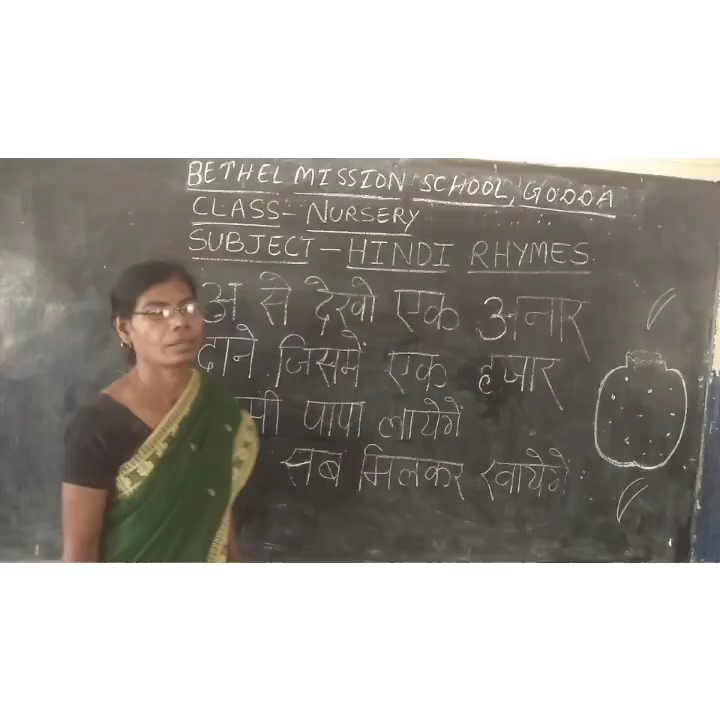 BETHEL MISSION SCHOOL, GODDA
CLASS - NURSERY
SUBJECT - HINDI RHYMES
अ से देखो एक अनार
दाने जिसमें एक हजार
पापा लायेगें
सब मिलकर खायेगे